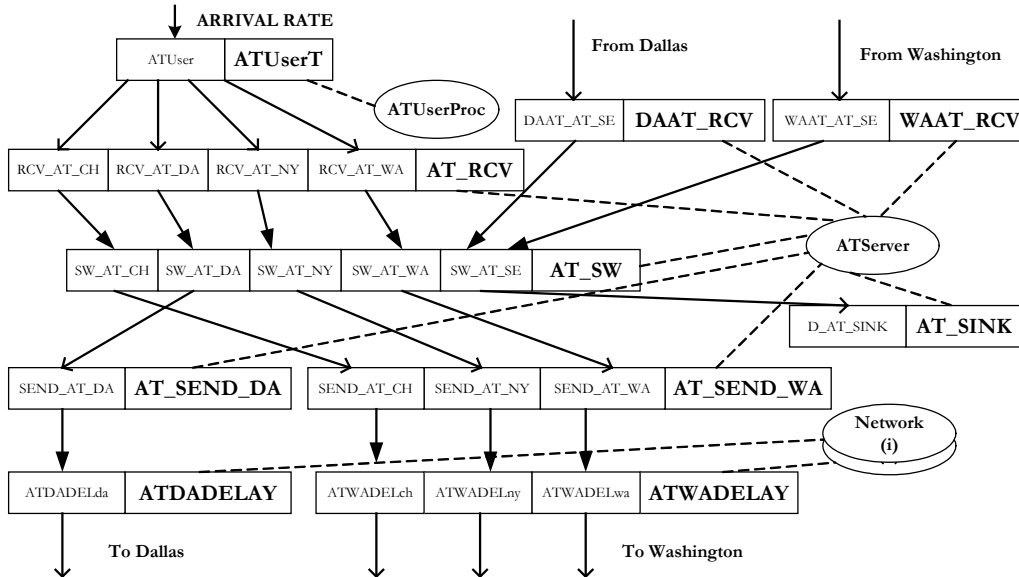 ARRIVAL RATE
ATUser ATUserT
From Dallas
From Washington
ATUserProc
DAAT_AT_SE DAAT_RCV
WAAT_AT_SE WAAT_RCV
RCV_AT_CH RCV_AT_DA RCV_AT_NY RCV_AT_WA AT_RCV
ATServer
SW_AT_CH SW_AT_DA SW_AT_NY SW_AT_WA SW_AT_SE AT_SW
D_AT_SINK AT_SINK
SEND_AT_DA AT_SEND_DA
SEND_AT_CH SEND_AT_NY SEND_AT_WA AT_SEND_WA
Network
(i)
ATDADELda ATDADELAY
ATWADELch ATWADELny ATWADELwa ATWADELAY
To Dallas
To Washington